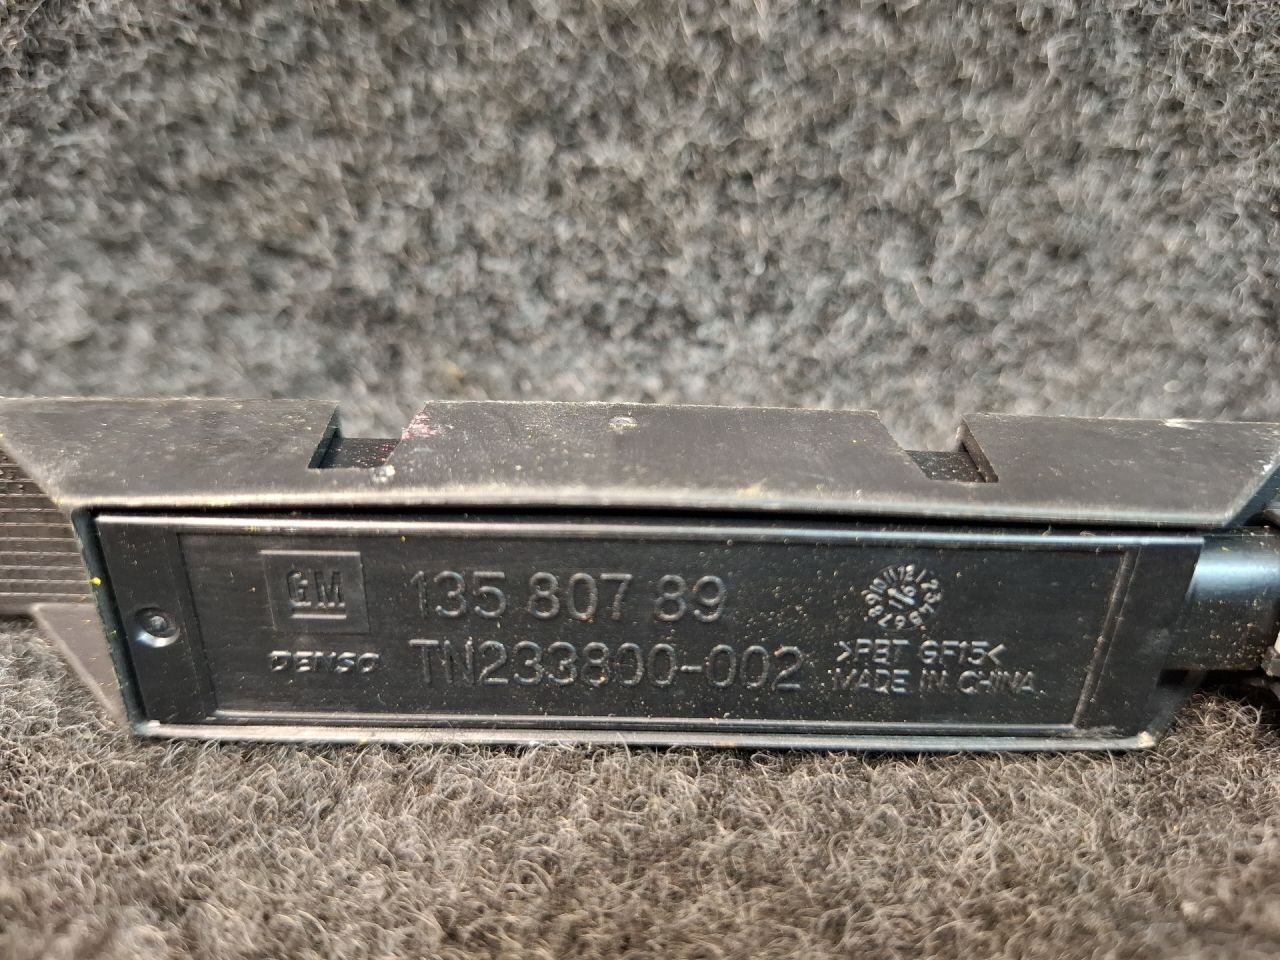 GM 135 807 89
DENSO TN233800-002
>PBT GF15<
MADE IN CHINA